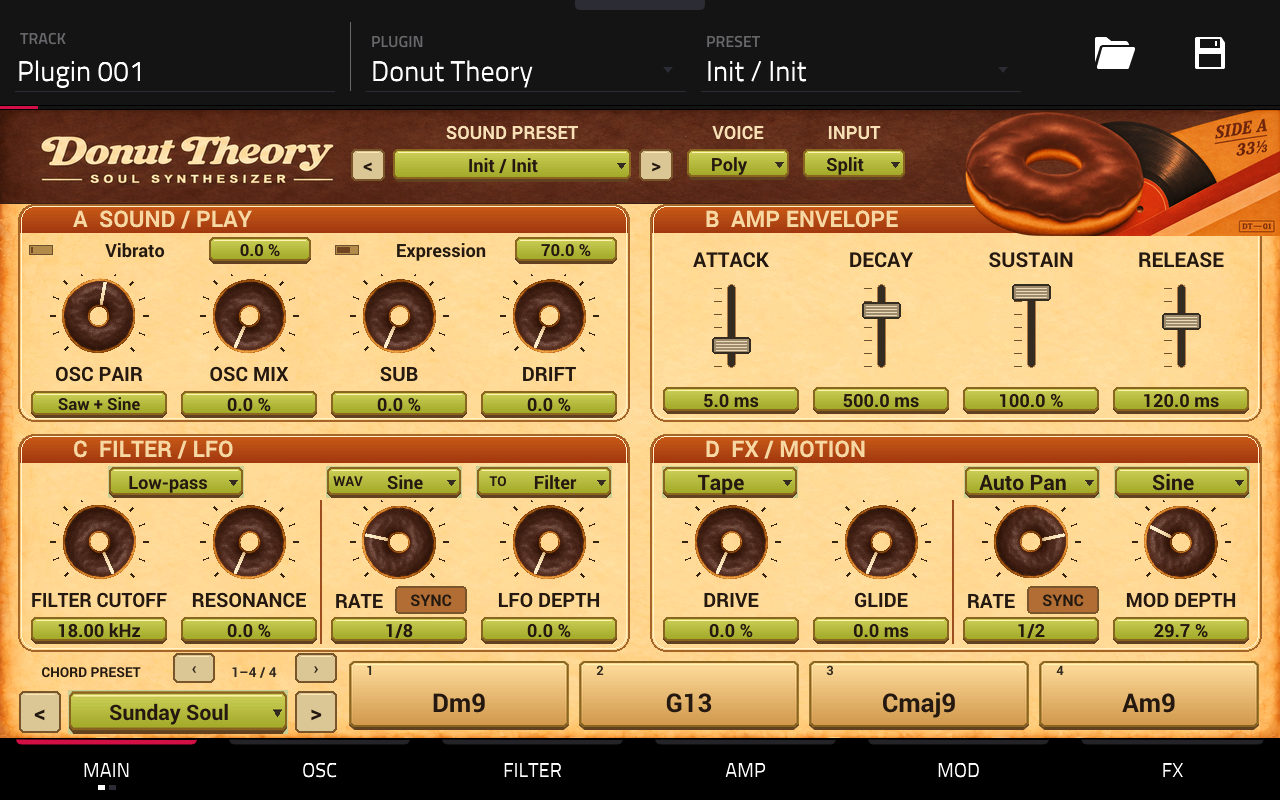 TRACK
Plugin 001
PLUGIN
Donut Theory
PRESET
Init / Init
Donut Theory
SOUL SYNTHESIZER
SOUND PRESET
< Init / Init >
VOICE
Poly
INPUT
Split
SIDE A
33⅓
DT—01
A SOUND / PLAY
Vibrato 0.0 % Expression 70.0 %
OSC PAIR OSC MIX SUB DRIFT
Saw + Sine 0.0 % 0.0 % 0.0 %
B AMP ENVELOPE
ATTACK DECAY SUSTAIN RELEASE
5.0 ms 500.0 ms 100.0 % 120.0 ms
C FILTER / LFO
Low-pass WAV Sine TO Filter
FILTER CUTOFF RESONANCE RATE SYNC LFO DEPTH
18.00 kHz 0.0 % 1/8 0.0 %
D FX / MOTION
Tape Auto Pan Sine
DRIVE GLIDE RATE SYNC MOD DEPTH
0.0 % 0.0 ms 1/2 29.7 %
CHORD PRESET ‹ 1–4 / 4 ›
< Sunday Soul >
1 Dm9
2 G13
3 Cmaj9
4 Am9
MAIN OSC FILTER AMP MOD FX